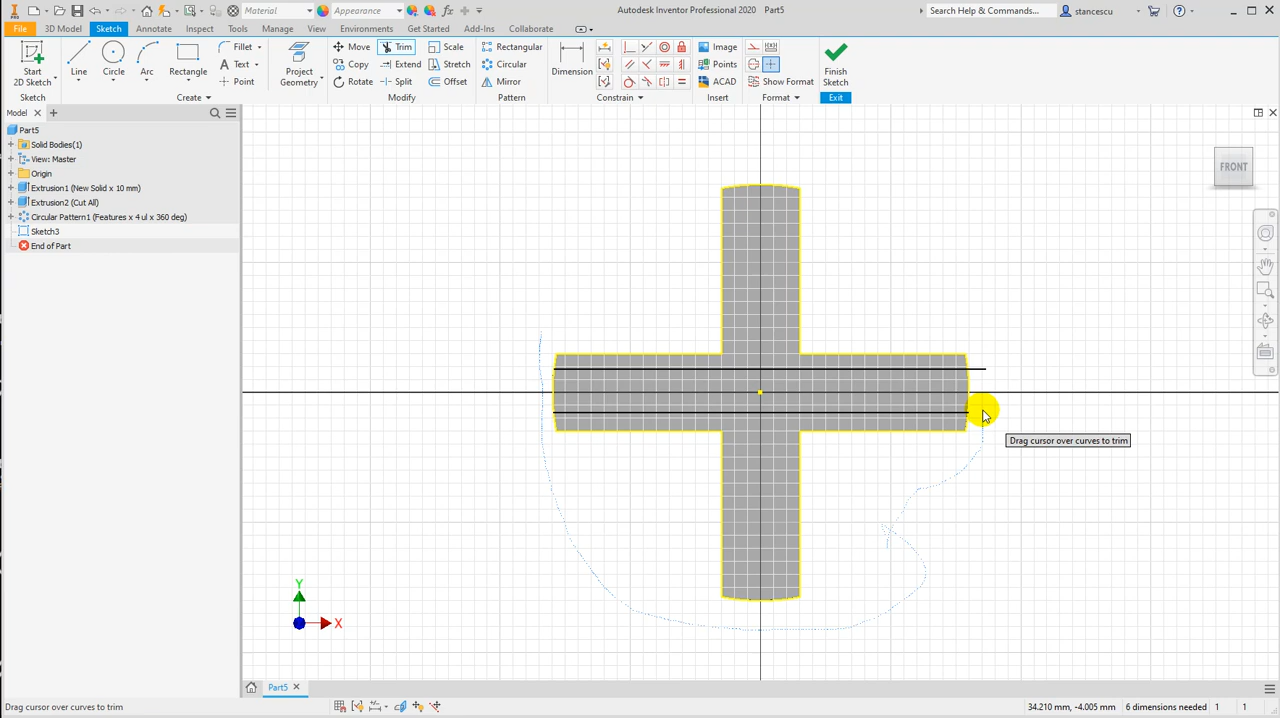 Material
Appearance
Autodesk Inventor Professional 2020 Part5
Search Help & Commands...
stancescu
File
3D Model
Sketch
Annotate
Inspect
Tools
Manage
View
Environments
Get Started
Add-Ins
Collaborate
Start
2D Sketch
Line
Circle
Arc
Rectangle
Fillet
Text
Point
Project
Geometry
Move
Copy
Rotate
Trim
Extend
Split
Scale
Stretch
Offset
Rectangular
Circular
Mirror
Dimension
Image
Points
ACAD
Show Format
Finish
Sketch
Sketch
Create
Modify
Pattern
Constrain
Insert
Format
Exit
Model
Part5
Solid Bodies(1)
View: Master
Origin
Extrusion1 (New Solid x 10 mm)
Extrusion2 (Cut All)
Circular Pattern1 (Features x 4 ul x 360 deg)
Sketch3
End of Part
FRONT
Drag cursor over curves to trim
Y
X
Part5
Drag cursor over curves to trim
34.210 mm, -4.005 mm
6 dimensions needed
1
1